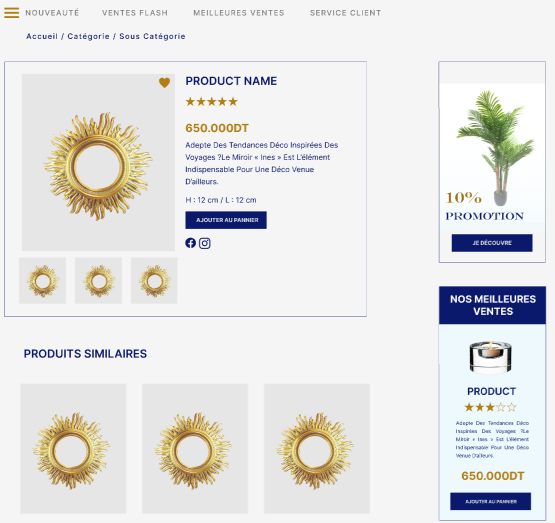 NOUVEAUTÉ VENTES FLASH MEILLEURES VENTES SERVICE CLIENT
Accueil / Catégorie / Sous Catégorie
PRODUCT NAME
650.000DT
Adepte Des Tendances Déco Inspirées Des
Voyages ?Le Miroir « Ines » Est L'élément
Indispensable Pour Une Déco Venue
D'ailleurs.
H : 12 cm / L : 12 cm
AJOUTER AU PANNIER
PRODUITS SIMILAIRES
10%
PROMOTION
JE DÉCOUVRE
NOS MEILLEURES
VENTES
PRODUCT
Adepte Des Tendances Déco
Inspirées Des Voyages ?Le
Miroir « Ines » Est L'élément
Indispensable Pour Une Déco
Venue D'ailleurs.
650.000DT
AJOUTER AU PANNIER